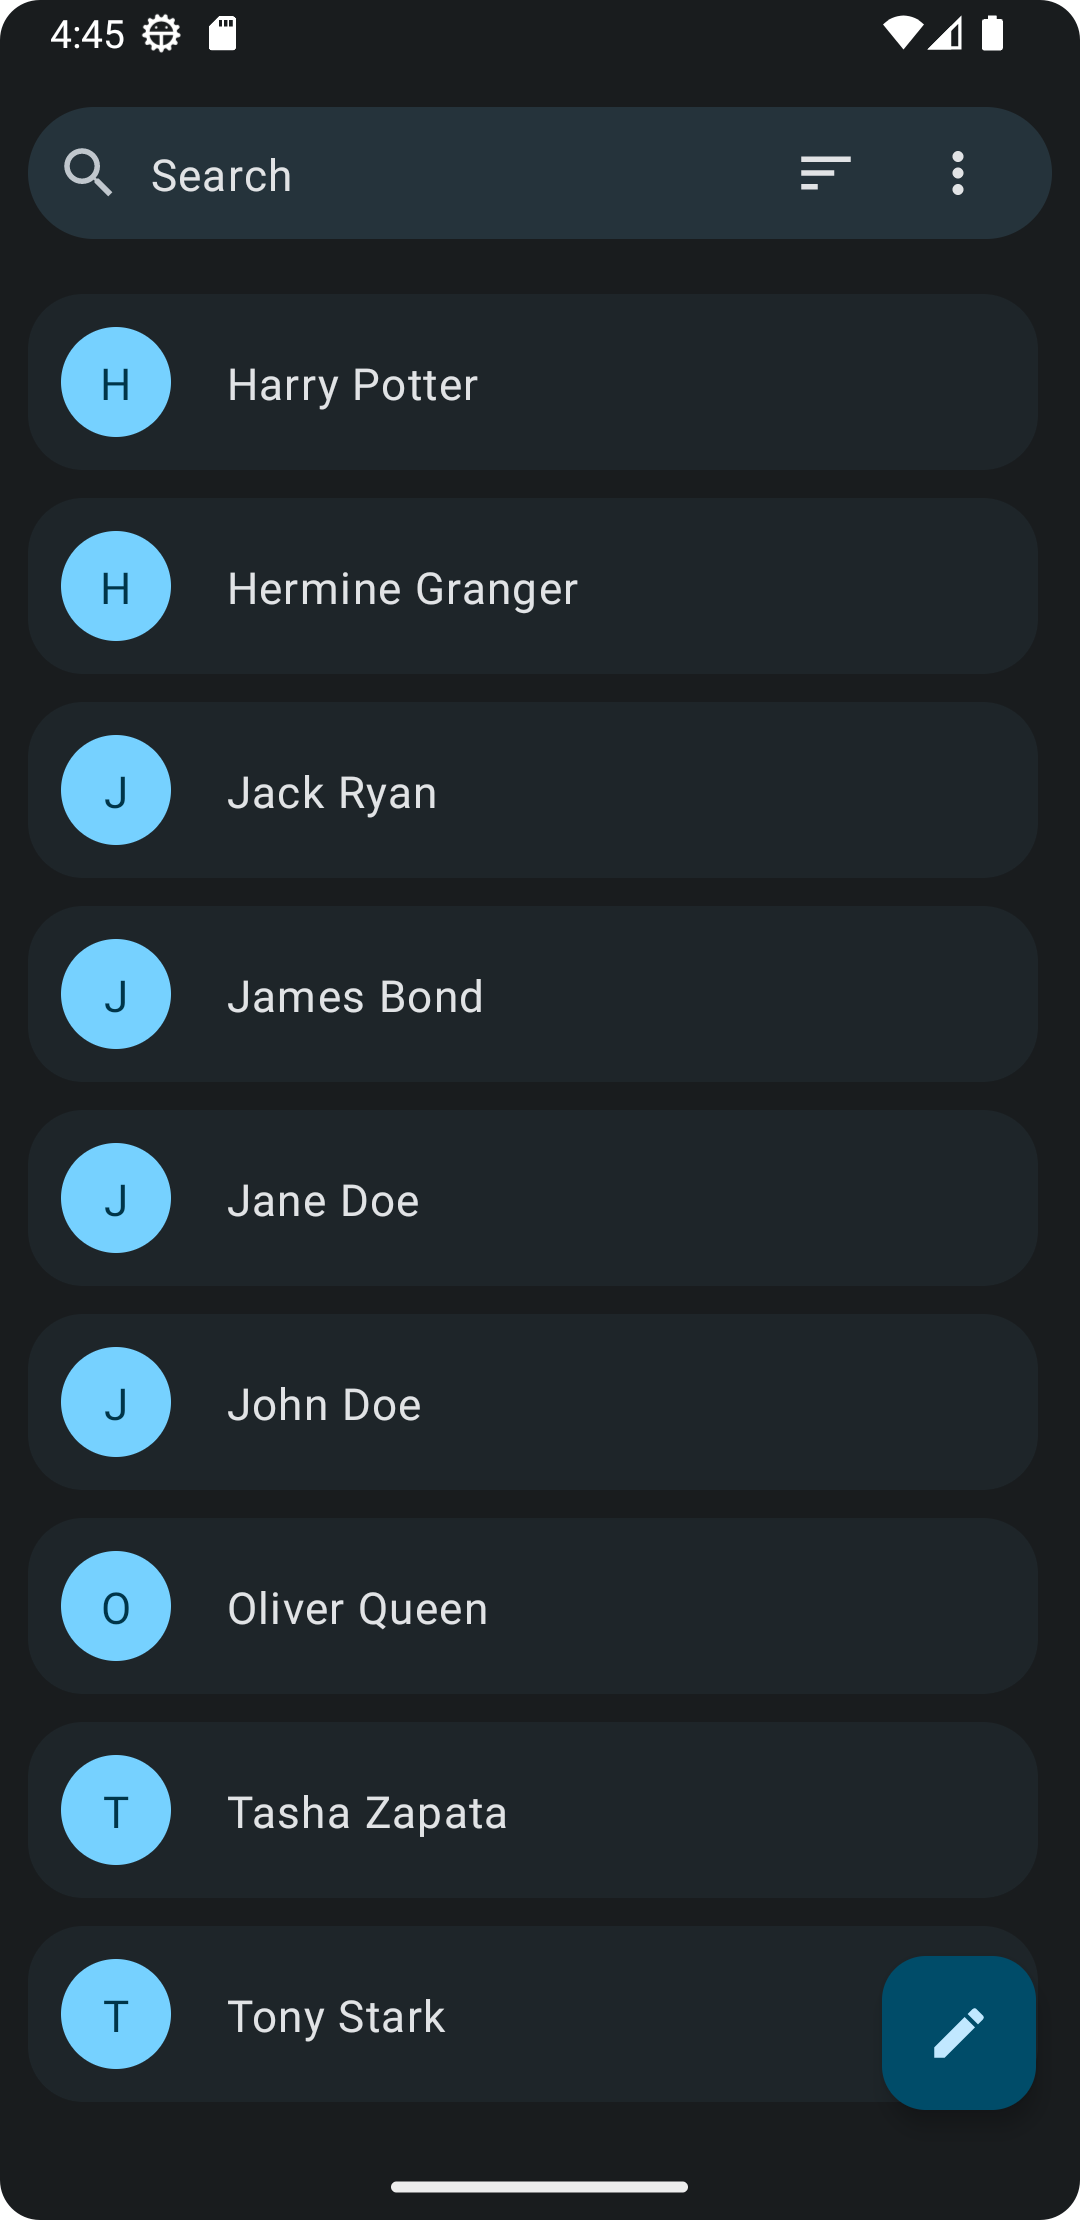 4:45
Search
H Harry Potter
H Hermine Granger
J Jack Ryan
J James Bond
J Jane Doe
J John Doe
O Oliver Queen
T Tasha Zapata
T Tony Stark